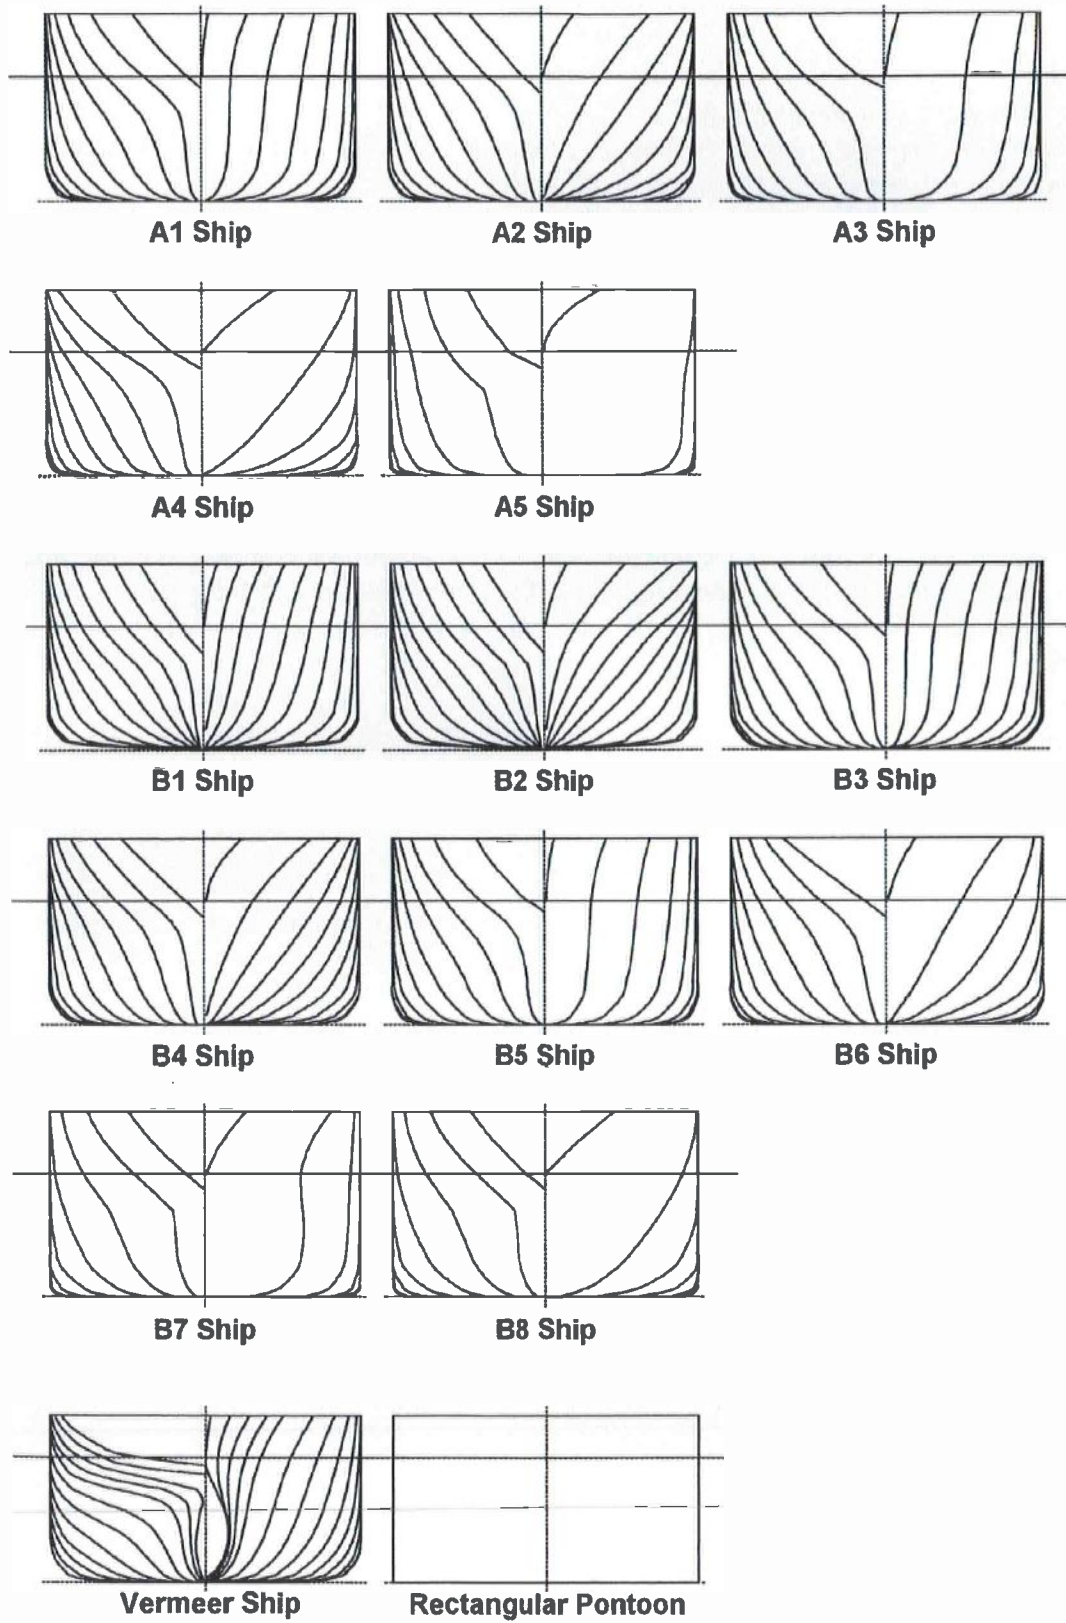 A1 Ship
A2 Ship
A3 Ship
A4 Ship
A5 Ship
B1 Ship
B2 Ship
B3 Ship
B4 Ship
B5 Ship
B6 Ship
B7 Ship
B8 Ship
Vermeer Ship
Rectangular Pontoon